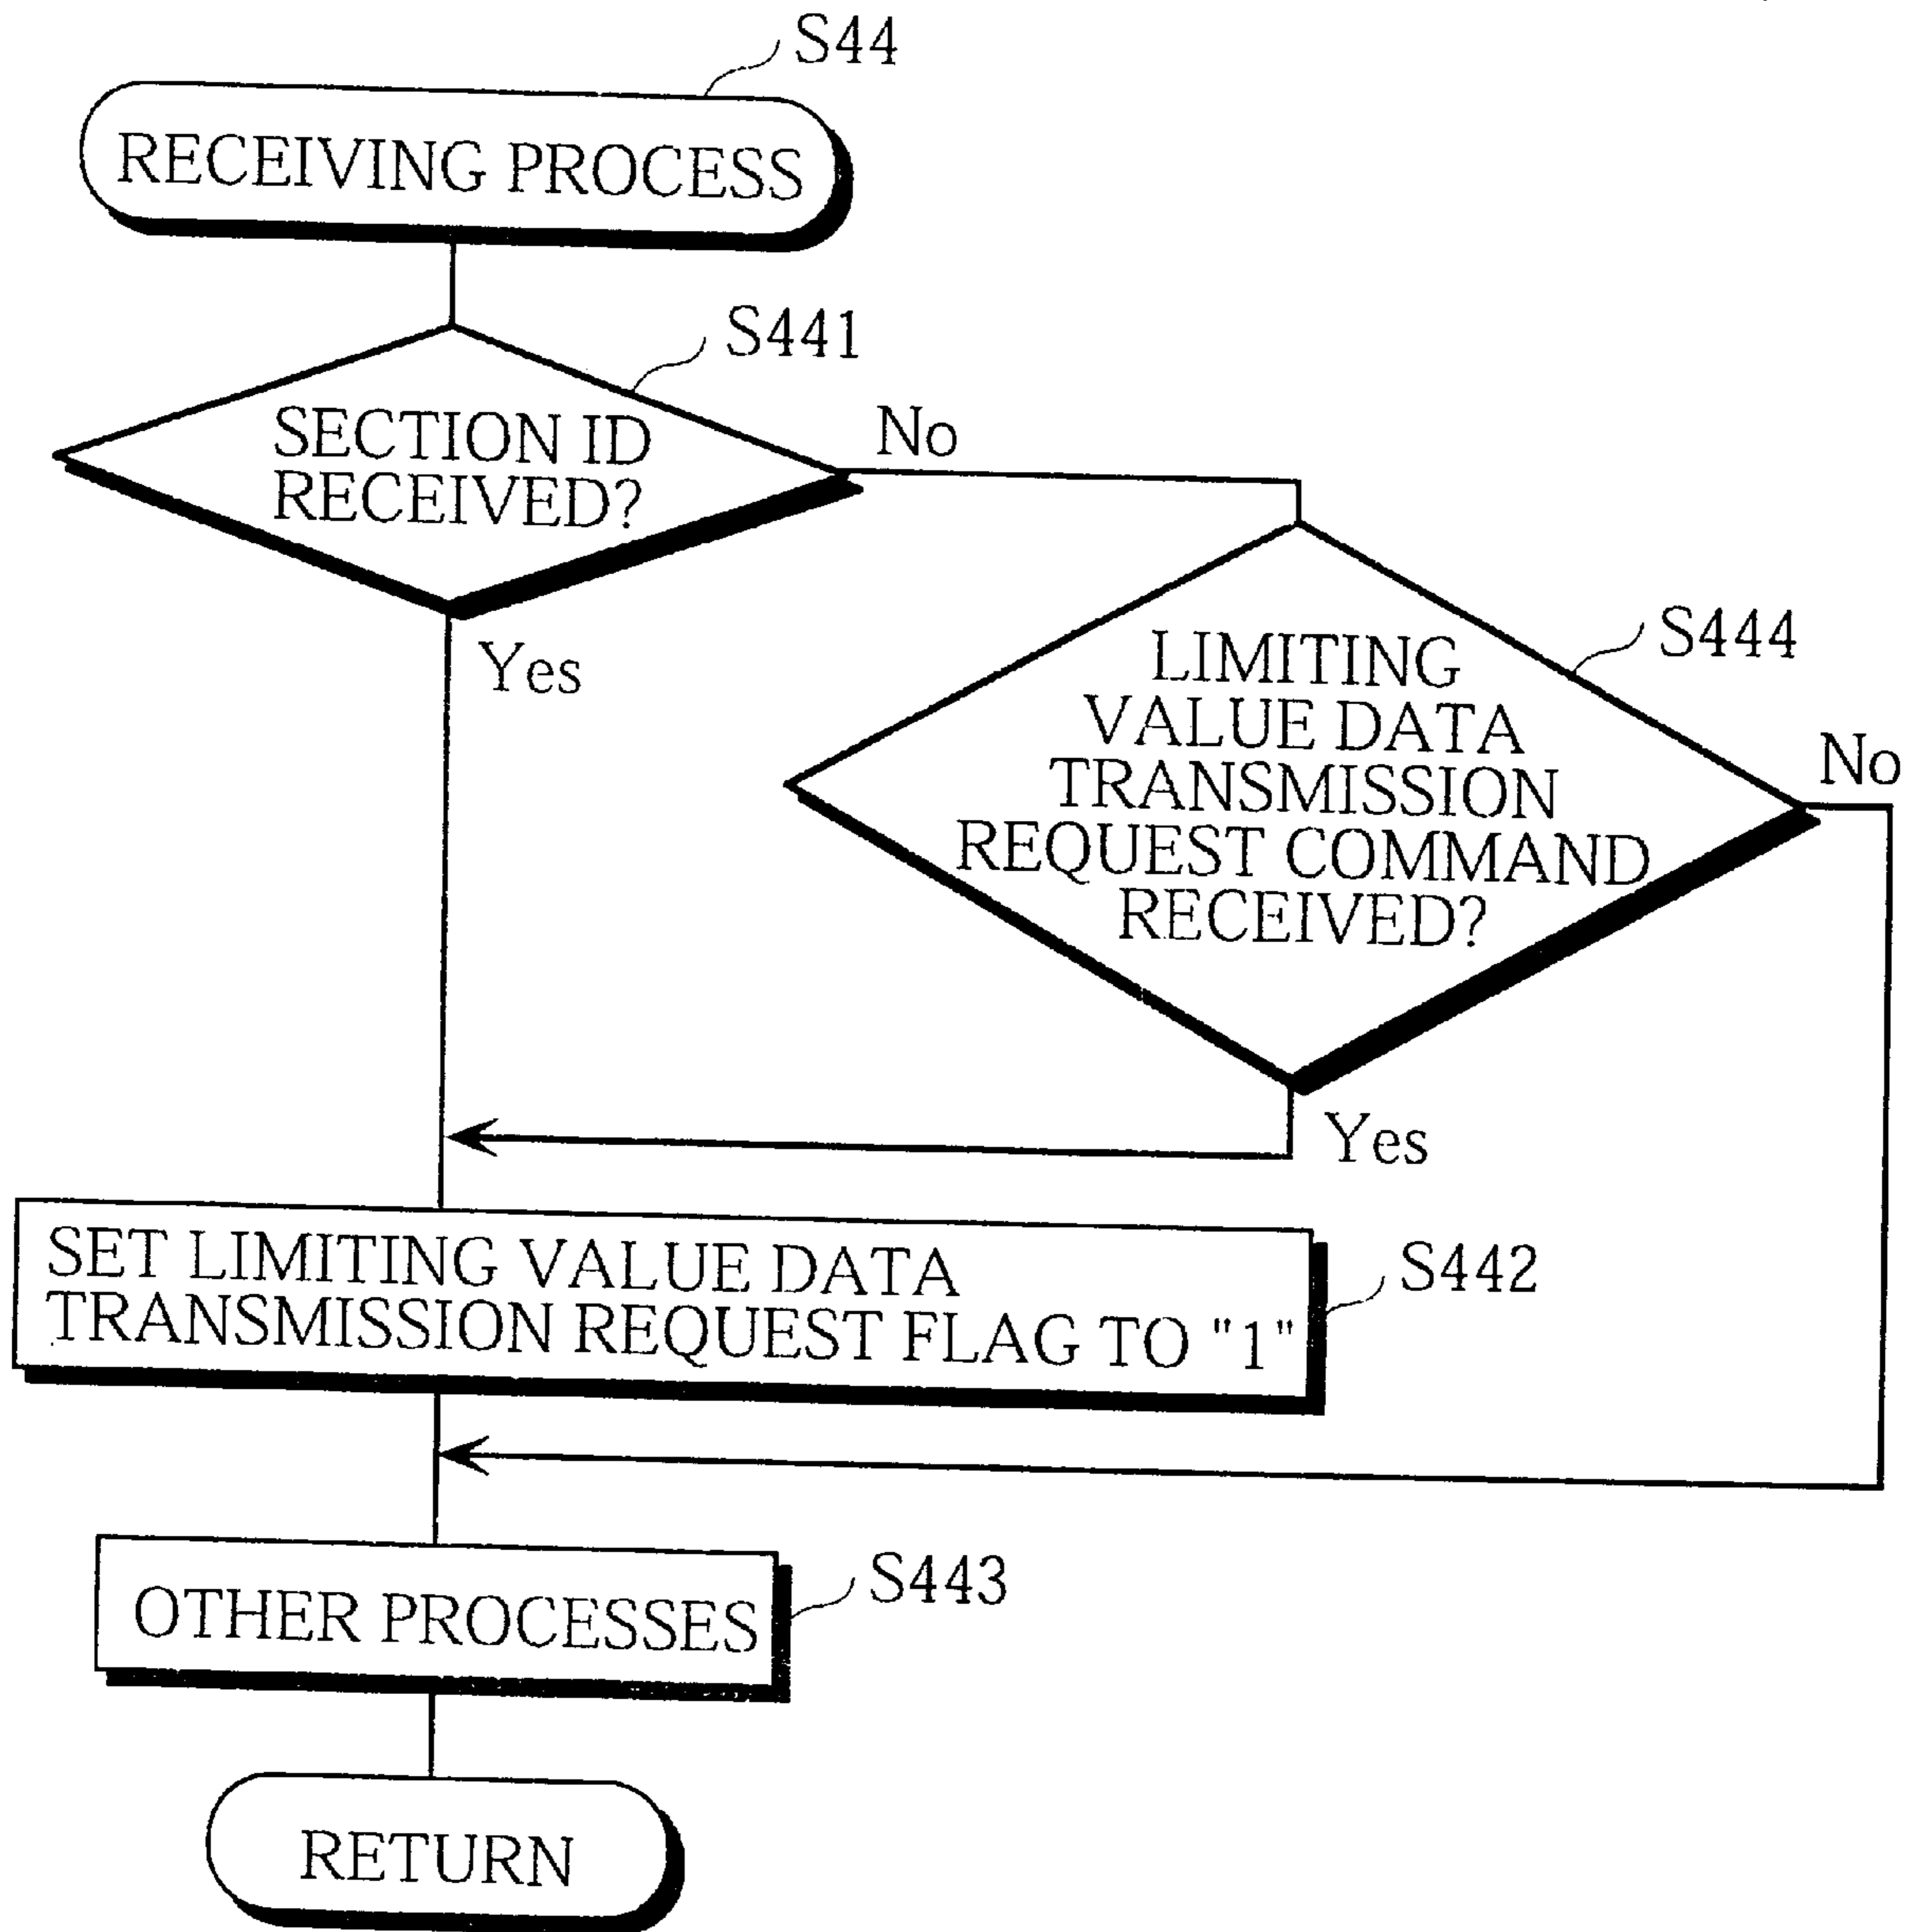 S44
RECEIVING PROCESS
S441
SECTION ID
RECEIVED?
No
Yes
S444
LIMITING
VALUE DATA
TRANSMISSION
REQUEST COMMAND
RECEIVED?
No
Yes
SET LIMITING VALUE DATA
TRANSMISSION REQUEST FLAG TO "1"
S442
OTHER PROCESSES
S443
RETURN